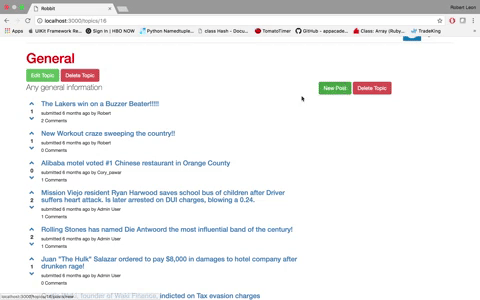 Robbit
Robert Leon
localhost:3000/topics/16
Apps
UIKit Framework Re
Python Namedtuple
Sign In | HBO NOW
class Hash - Docu
TomatoTimer
GitHub - appacade
Class: Array (Ruby
TradeKing
General
Edit Topic Delete Topic
Any general information
New Post Delete Topic
The Lakers win on a Buzzer Beater!!!!!
1
submitted 6 months ago by Robert
2 Comments
New Workout craze sweeping the country!!
1
submitted 6 months ago by Robert
0 Comments
Alibaba motel voted #1 Chinese restaurant in Orange County
0
submitted 6 months ago by Cory_pawar
1 Comments
Mission Viejo resident Ryan Harwood saves school bus of children after Driver
suffers heart attack. Is later arrested on DUI charges, blowing a 0.24.
2
submitted 6 months ago by Admin User
1 Comments
Rolling Stones has named Die Antwoord the most influential band of the century!
2
submitted 6 months ago by Admin User
1 Comments
Juan "The Hulk" Salazar ordered to pay $8,000 in damages to hotel company after
drunken rage!
1
submitted 6 months ago by Admin User
0 Comments
founder of
indicted on Tax evasion charges
localhost:3000/topics/16/posts/new